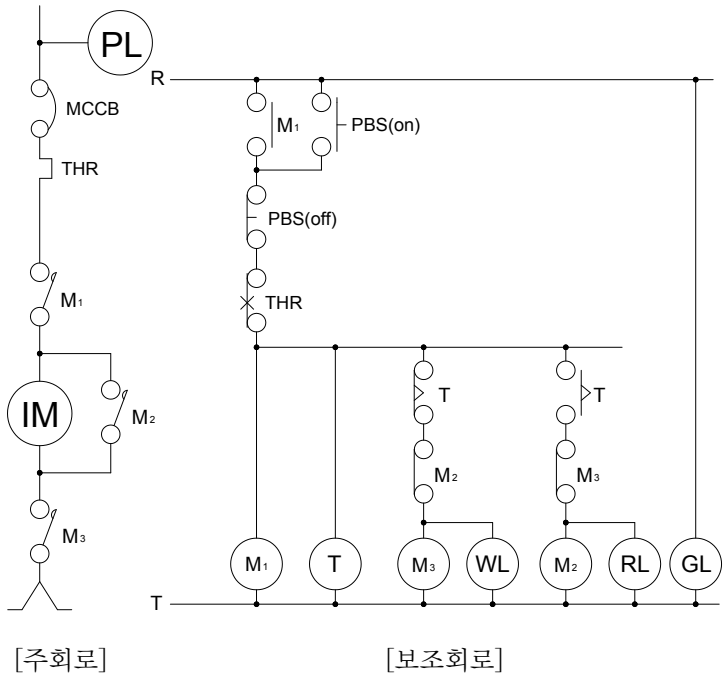 PL
R
MCCB
M₁
PBS(on)
THR
PBS(off)
M₁
THR
IM
M₂
T
T
M₂
M₃
M₃
M₁
T
M₃
WL
M₂
RL
GL
T
[주회로]
[보조회로]